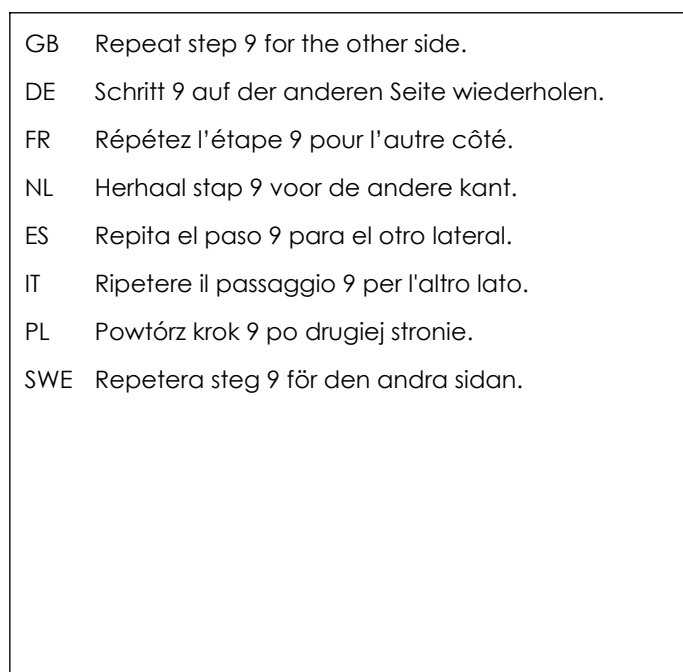 GB Repeat step 9 for the other side.
DE Schritt 9 auf der anderen Seite wiederholen.
FR Répétez l’étape 9 pour l’autre côté.
NL Herhaal stap 9 voor de andere kant.
ES Repita el paso 9 para el otro lateral.
IT Ripetere il passaggio 9 per l'altro lato.
PL Powtórz krok 9 po drugiej stronie.
SWE Repetera steg 9 för den andra sidan.